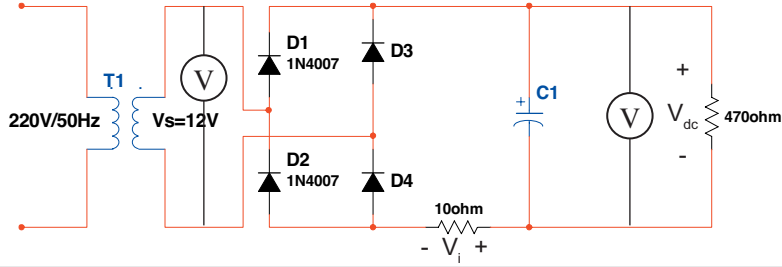 T1
220V/50Hz
V
Vs=12V
D1
1N4007
D3
D2
1N4007
D4
10ohm
- Vi +
+ C1
V
+
Vdc
-
470ohm